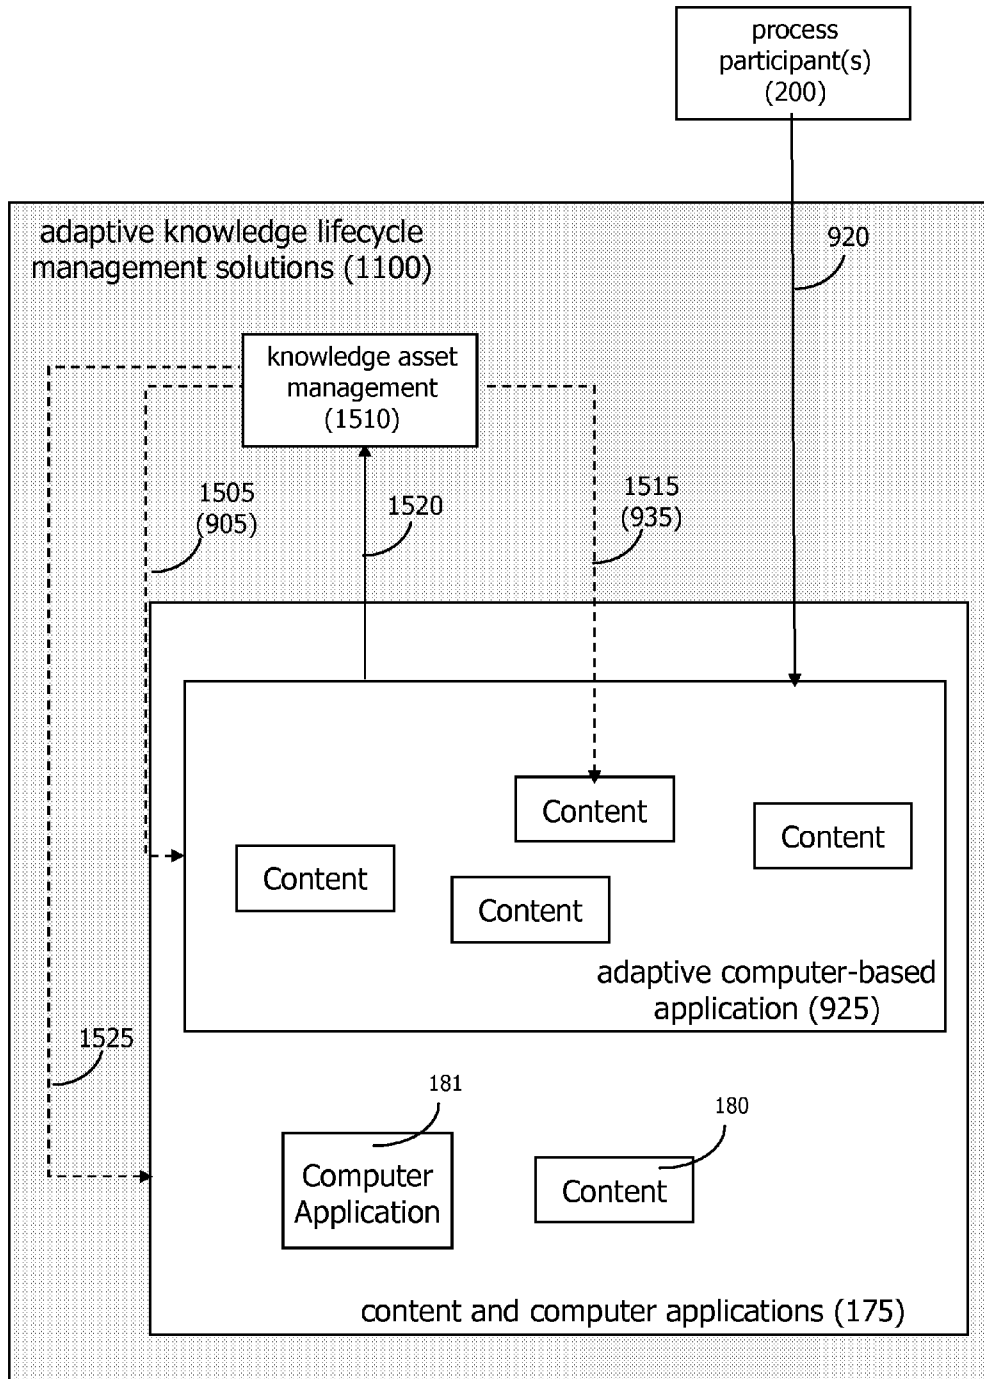 process
participant(s)
(200)
adaptive knowledge lifecycle
management solutions (1100)
920
knowledge asset
management
(1510)
1505
(905)
1520
1515
(935)
Content
Content
Content
Content
adaptive computer-based
application (925)
1525
181
180
Computer
Application
Content
content and computer applications (175)